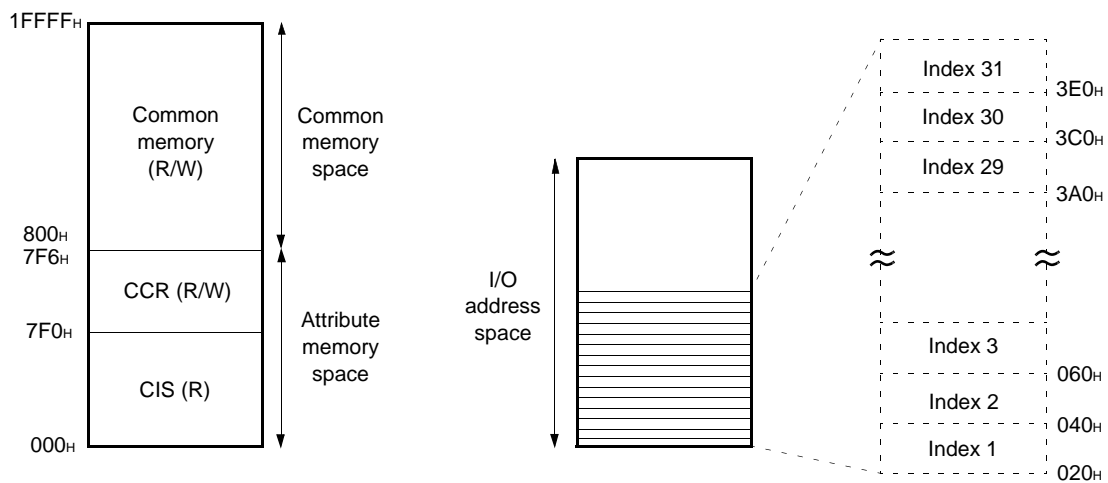 1FFFFH
Common
memory
(R/W)
Common
memory
space
800H
7F6H
CCR (R/W)
7F0H
Attribute
memory
space
CIS (R)
000H
I/O
address
space
Index 31
3E0H
Index 30
3C0H
Index 29
3A0H
Index 3
060H
Index 2
040H
Index 1
020H